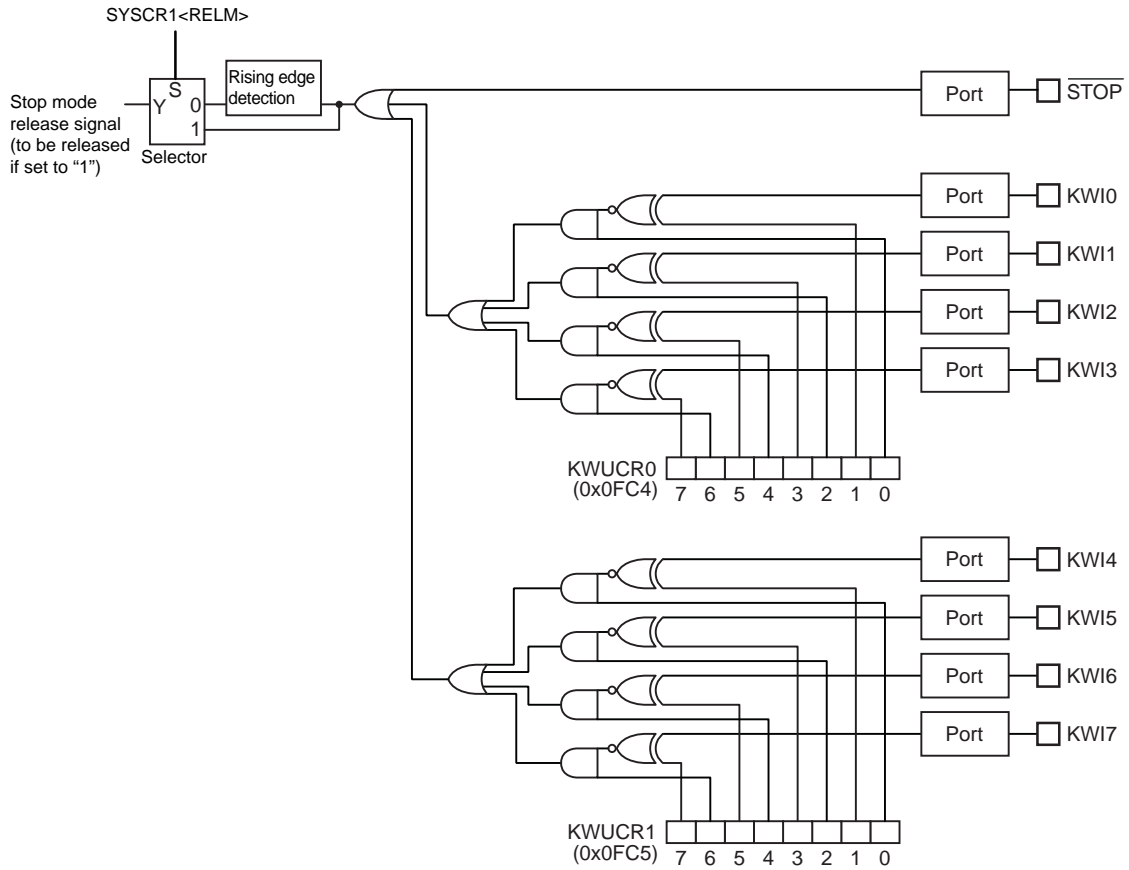 SYSCR1<RELM>
Stop mode
release signal
(to be released
if set to “1”)
S
Y
0
1
Selector
Rising edge
detection
Port
STOP
Port
KWI0
Port
KWI1
Port
KWI2
Port
KWI3
KWUCR0
(0x0FC4)
7 6 5 4 3 2 1 0
Port
KWI4
Port
KWI5
Port
KWI6
Port
KWI7
KWUCR1
(0x0FC5)
7 6 5 4 3 2 1 0